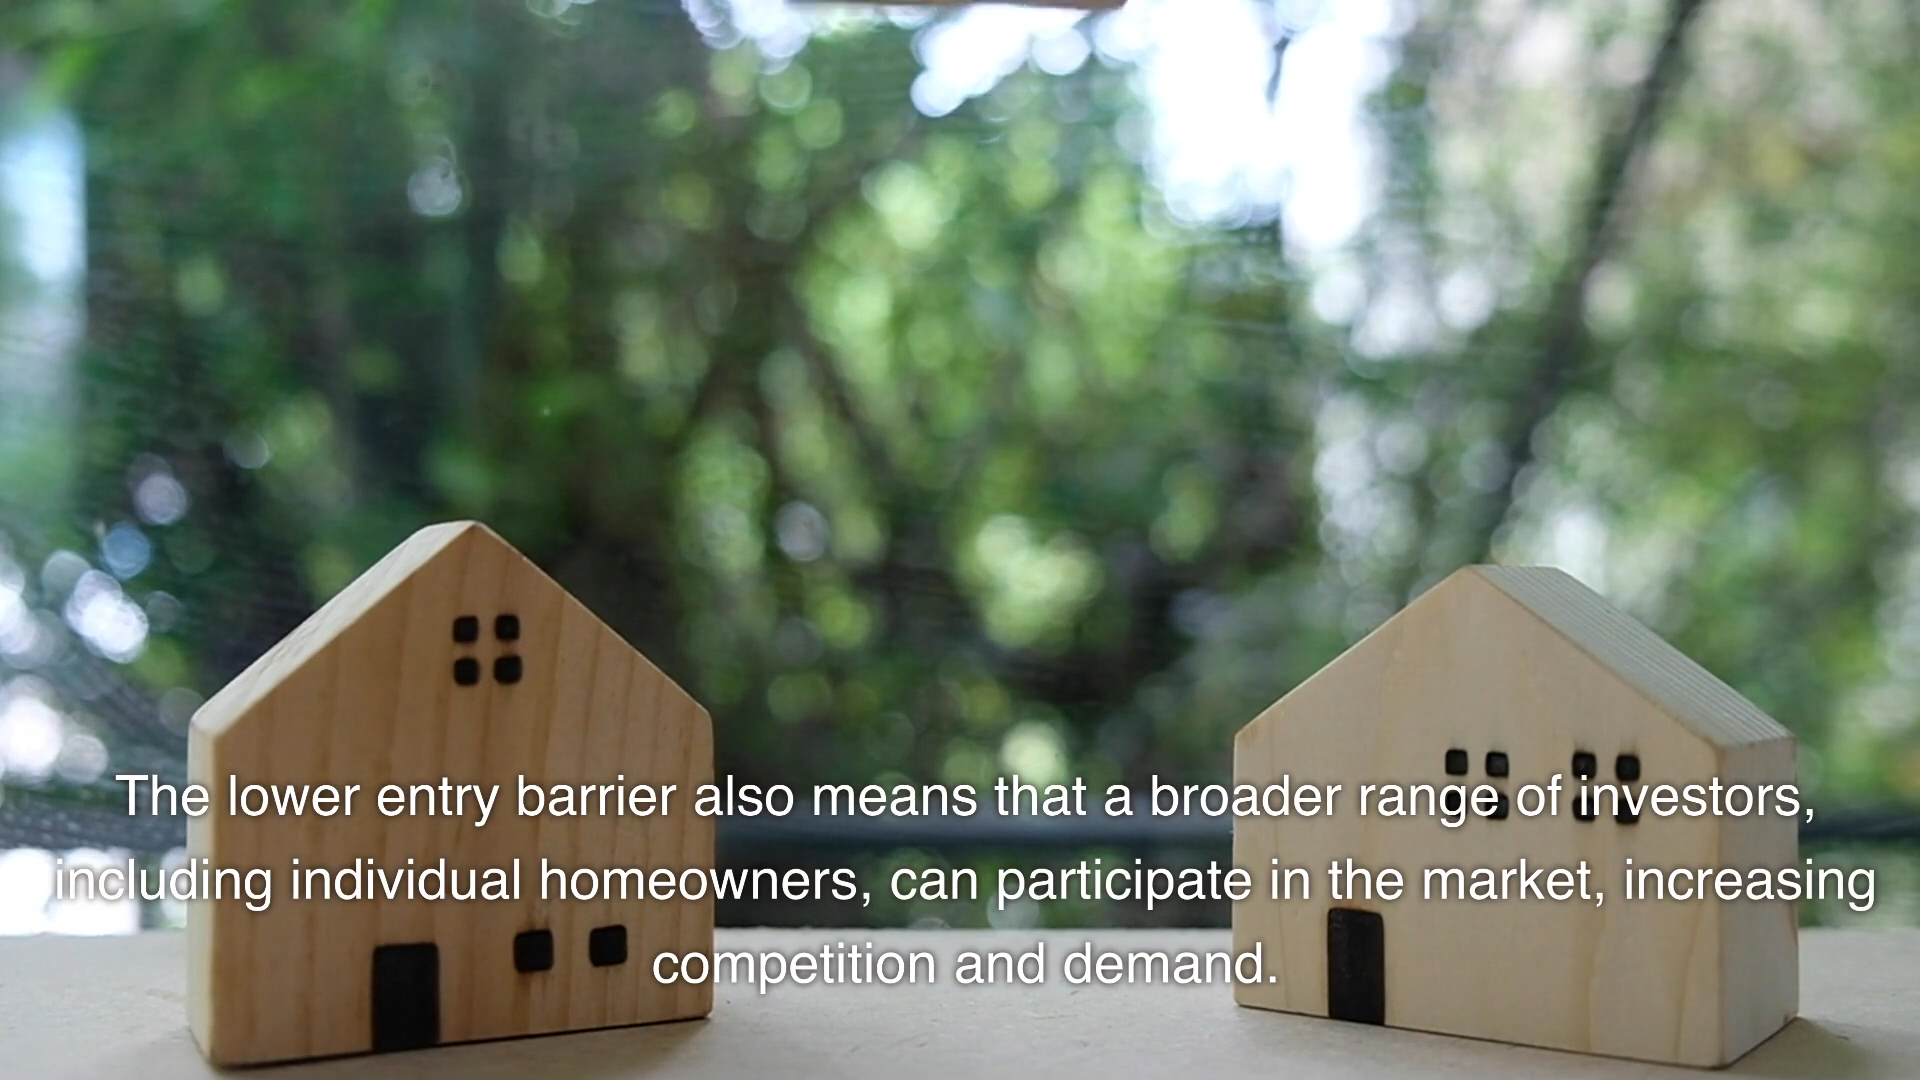 The lower entry barrier also means that a broader range of investors,
including individual homeowners, can participate in the market, increasing
competition and demand.